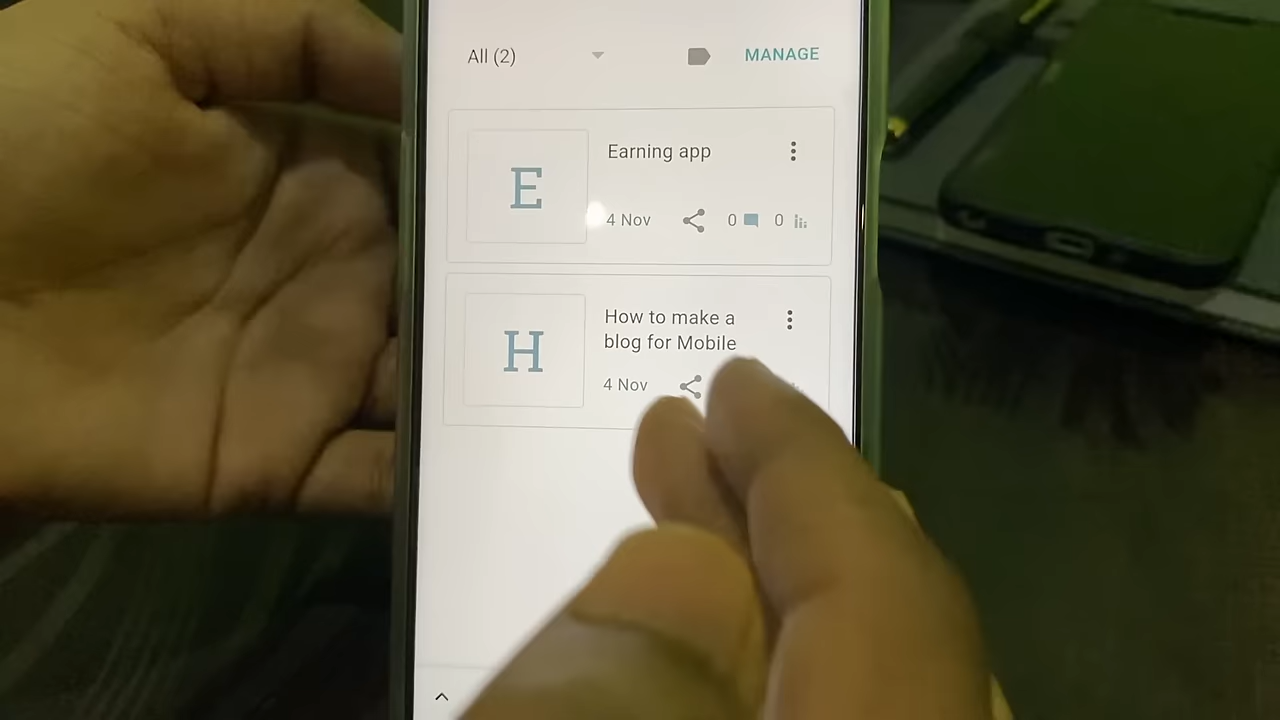 All (2) MANAGE
E
Earning app
4 Nov 0 0
H
How to make a
blog for Mobile
4 Nov